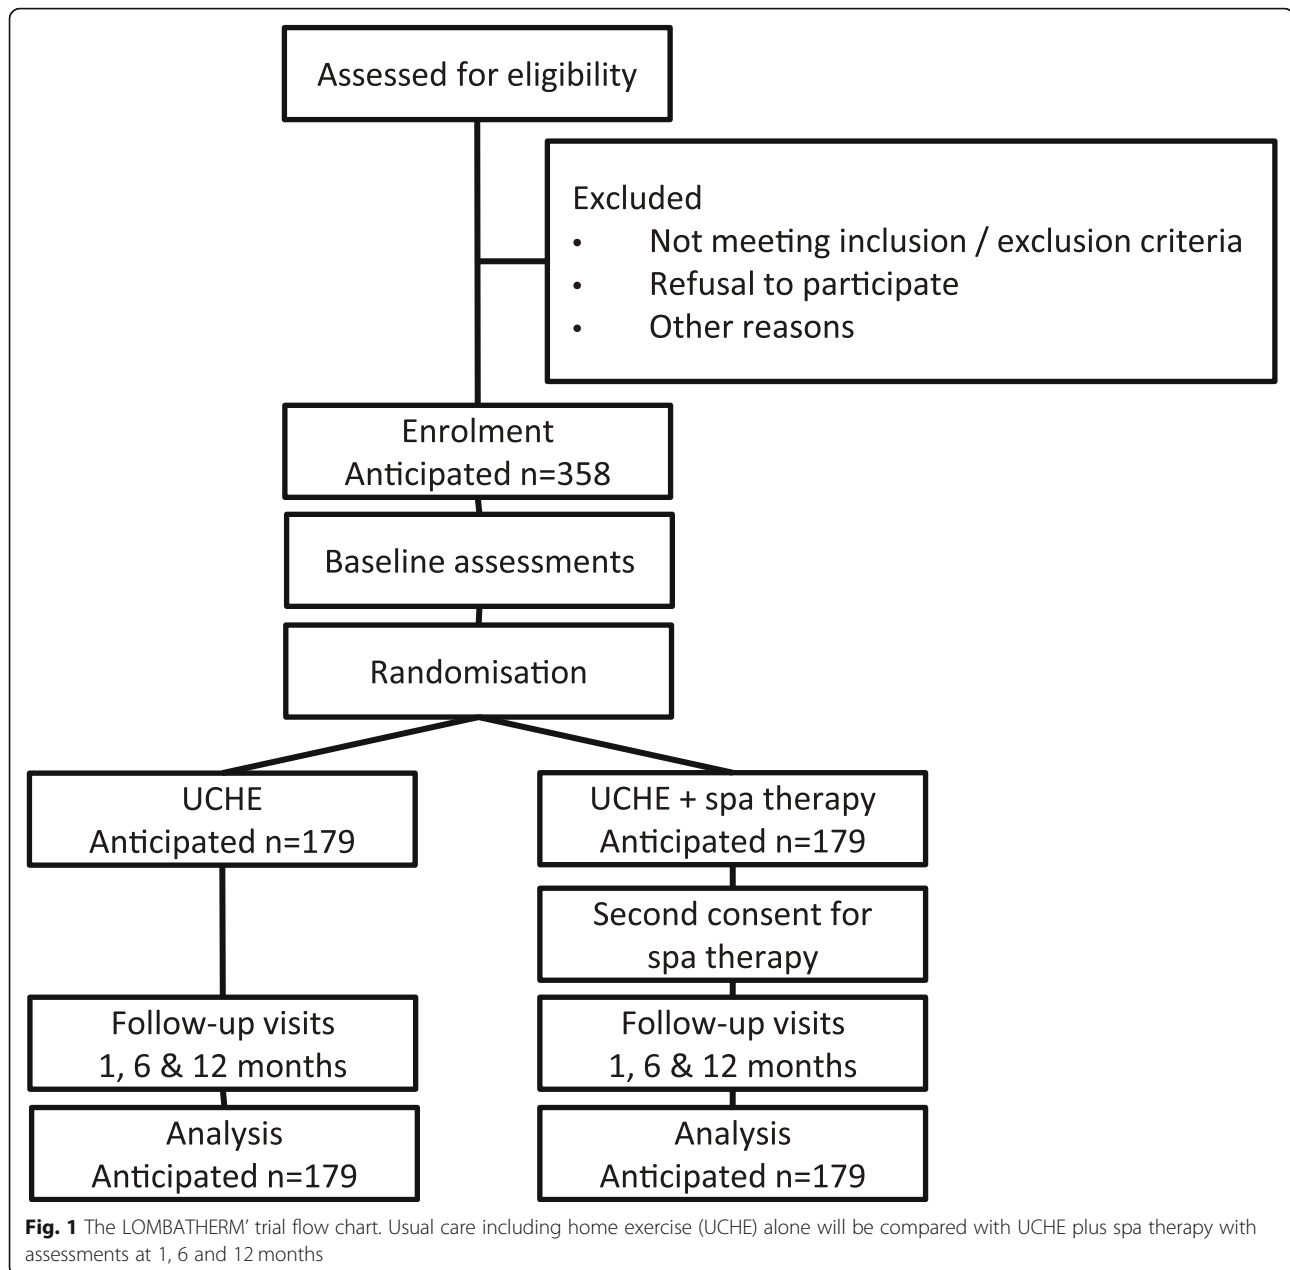 Assessed for eligibility
Excluded
• Not meeting inclusion / exclusion criteria
• Refusal to participate
• Other reasons
Enrolment
Anticipated n=358
Baseline assessments
Randomisation
UCHE
Anticipated n=179
UCHE + spa therapy
Anticipated n=179
Second consent for
spa therapy
Follow-up visits
1, 6 & 12 months
Follow-up visits
1, 6 & 12 months
Analysis
Anticipated n=179
Analysis
Anticipated n=179
Fig. 1 The LOMBATHERM’ trial flow chart. Usual care including home exercise (UCHE) alone will be compared with UCHE plus spa therapy with
assessments at 1, 6 and 12 months